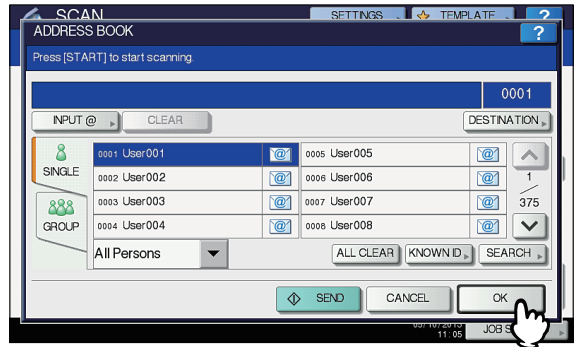 SCAN SETTINGS TEMPLATE ?
ADDRESS BOOK ?
Press [START] to start scanning.
0001
INPUT @ CLEAR DESTINATION
SINGLE
0001 User001 @ 0005 User005 @
0002 User002 @ 0006 User006 @
1
0003 User003 @ 0007 User007 @
375
GROUP
0004 User004 @ 0008 User008 @
All Persons ALL CLEAR KNOWN ID SEARCH
SEND CANCEL OK
11:05 JOB